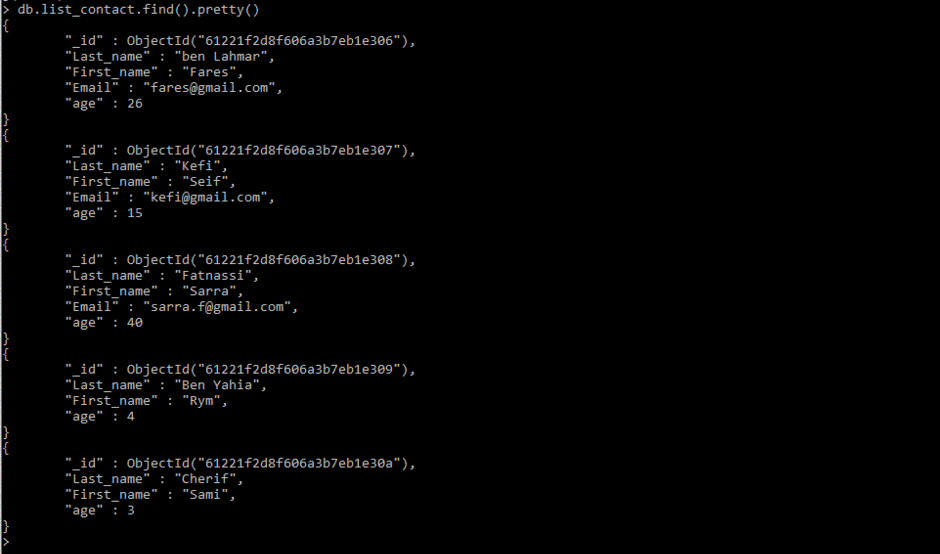 > db.list_contact.find().pretty()
{
"_id" : ObjectId("61221f2d8f606a3b7eb1e306"),
"Last_name" : "ben Lahmar",
"First_name" : "Fares",
"Email" : "fares@gmail.com",
"age" : 26
}
{
"_id" : ObjectId("61221f2d8f606a3b7eb1e307"),
"Last_name" : "Kefi",
"First_name" : "Seif",
"Email" : "kefi@gmail.com",
"age" : 15
}
{
"_id" : ObjectId("61221f2d8f606a3b7eb1e308"),
"Last_name" : "Fatnassi",
"First_name" : "Sarra",
"Email" : "sarra.f@gmail.com",
"age" : 40
}
{
"_id" : ObjectId("61221f2d8f606a3b7eb1e309"),
"Last_name" : "Ben Yahia",
"First_name" : "Rym",
"age" : 4
}
{
"_id" : ObjectId("61221f2d8f606a3b7eb1e30a"),
"Last_name" : "Cherif",
"First_name" : "Sami",
"age" : 3
}
>